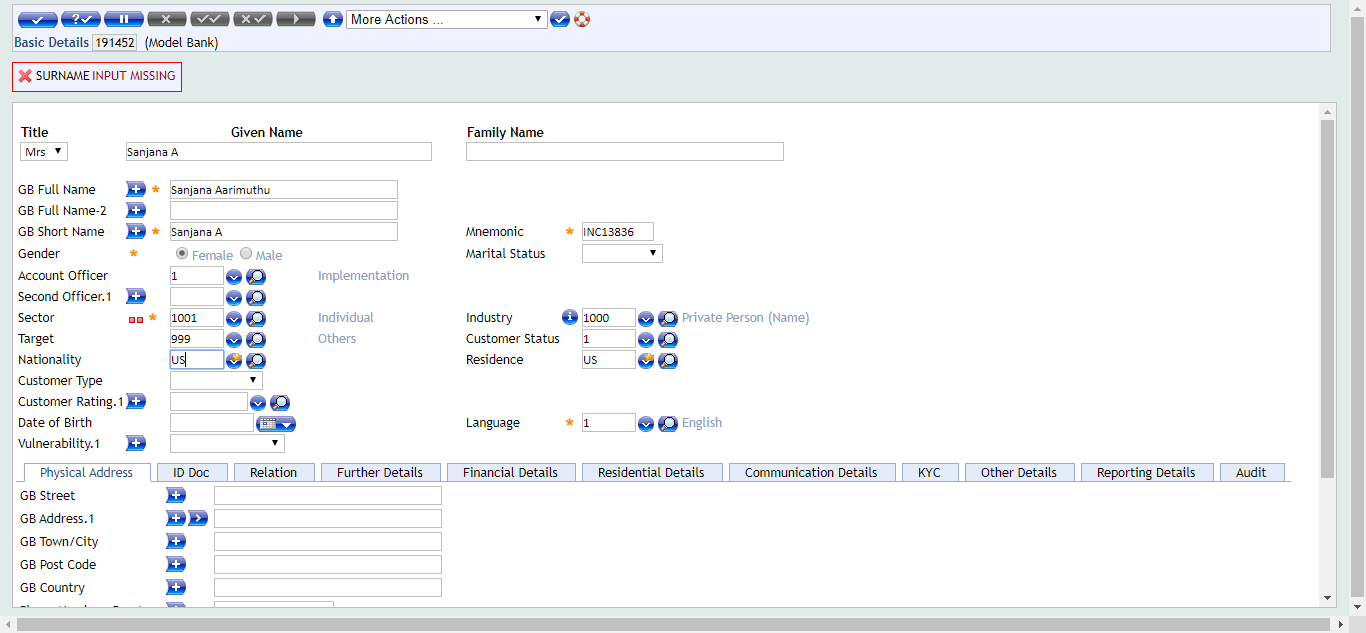 More Actions ...
Basic Details 191452 (Model Bank)
SURNAME INPUT MISSING
Title Given Name Family Name
Mrs Sanjana A
GB Full Name * Sanjana Aarimuthu
GB Full Name-2
GB Short Name * Sanjana A Mnemonic * INC13836
Gender * Female Male Marital Status
Account Officer 1 Implementation
Second Officer.1
Sector * 1001 Individual Industry 1000 Private Person (Name)
Target 999 Others Customer Status 1
Nationality US Residence US
Customer Type
Customer Rating.1
Date of Birth Language * 1 English
Vulnerability.1
Physical Address ID Doc Relation Further Details Financial Details Residential Details Communication Details KYC Other Details Reporting Details Audit
GB Street
GB Address.1
GB Town/City
GB Post Code
GB Country